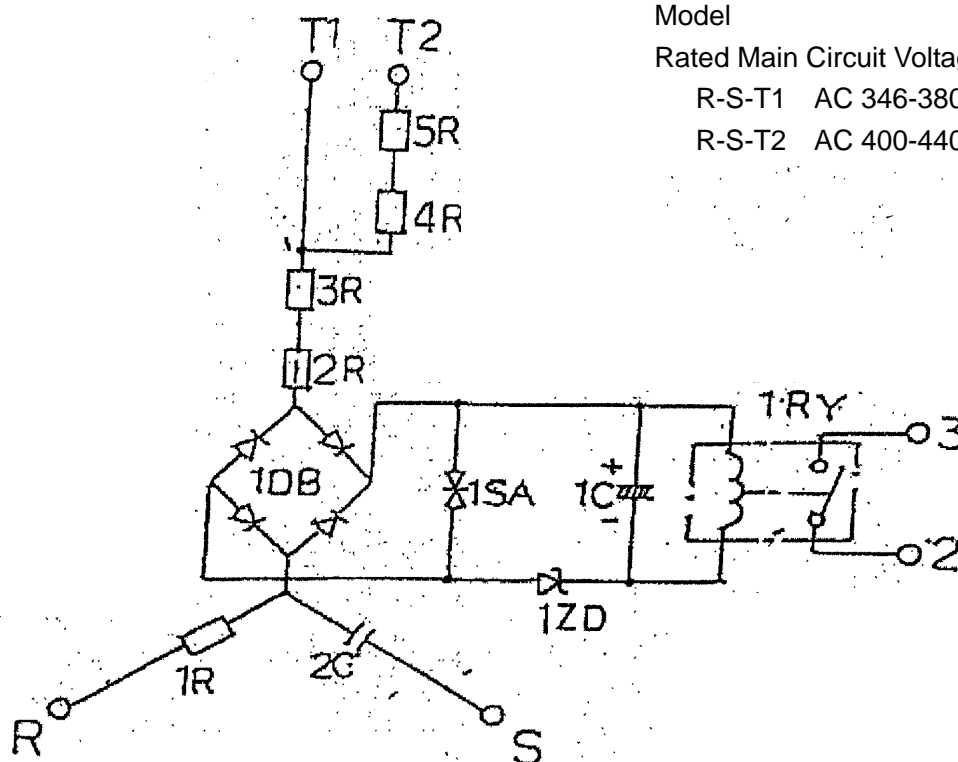 Model
T1 T2
Rated Main Circuit
R-S-T1 AC 346-380
R-S-T2 AC 400-440
5R
4R
3R
2R
1RY
3
1DB
1SA
1C
+
-
2
1ZD
1R
2C
R
S